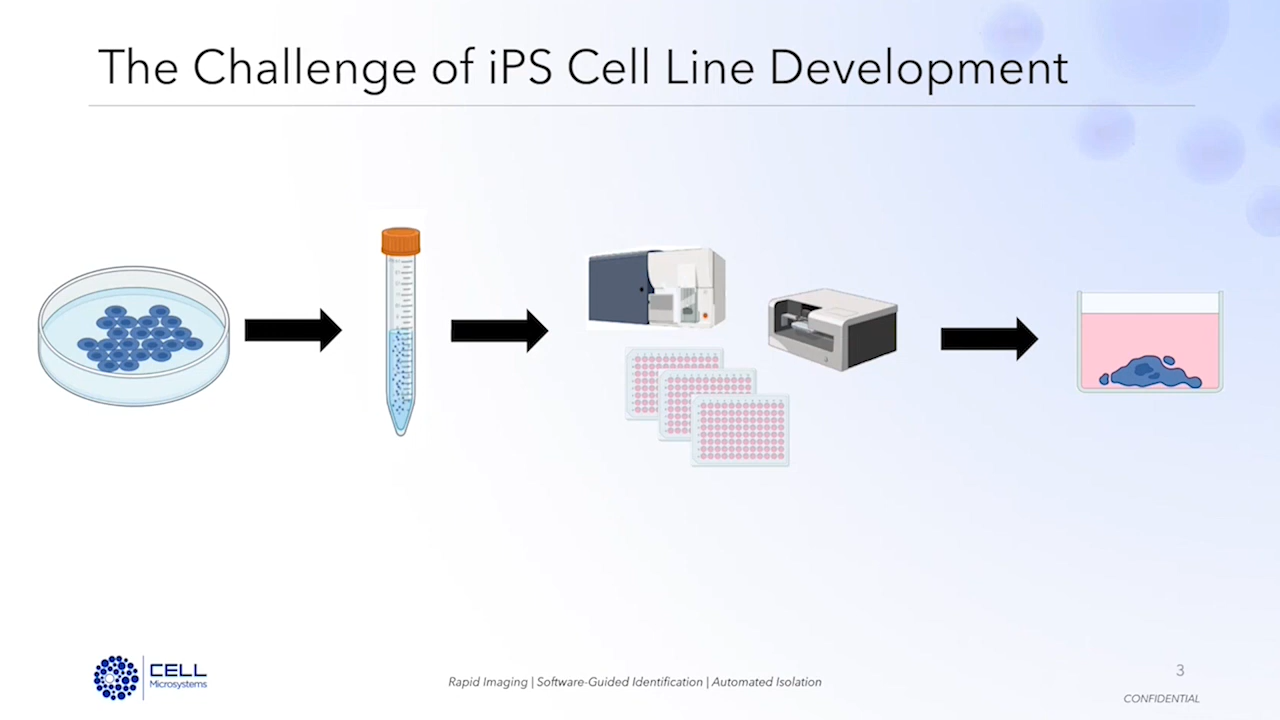 The Challenge of iPS Cell Line Development
CELL
Microsystems
Rapid Imaging | Software-Guided Identification | Automated Isolation
3
CONFIDENTIAL